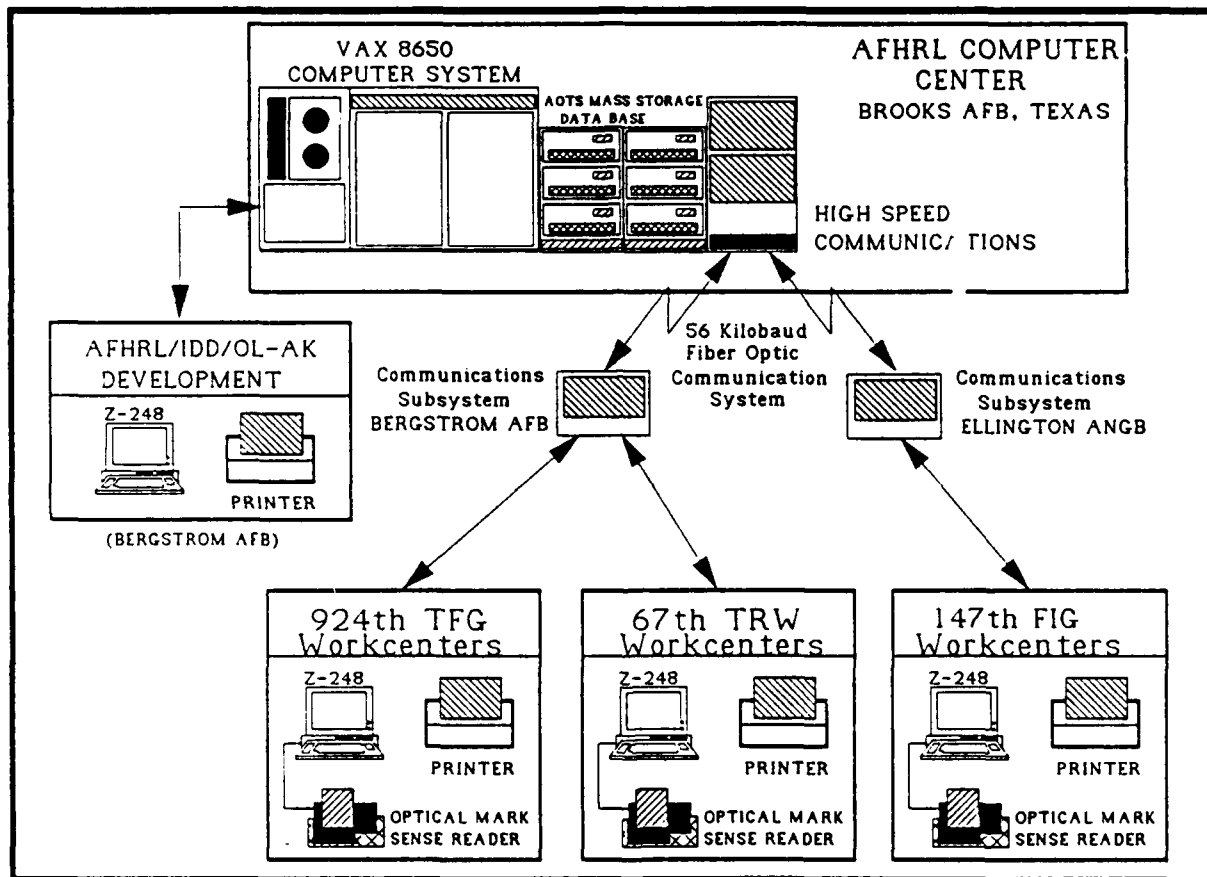 VAX 8650
COMPUTER SYSTEM
AOTS MASS STORAGE
DATA BASE
AFHRL COMPUTER
CENTER
BROOKS AFB, TEXAS
HIGH SPEED
COMMUNIC TIONS
AFHRL/IDD/OL-AK
DEVELOPMENT
Z-248
PRINTER
(BERGSTROM AFB)
Communications
Subsystem
BERGSTROM AFB
56 Kilobaud
Fiber Optic
Communication
System
Communications
Subsystem
ELLINGTON ANGB
924th TFG
Workcenters
Z-248
PRINTER
OPTICAL MARK
SENSE READER
67th TRW
Workcenters
Z-248
PRINTER
OPTICAL MARK
SENSE READER
147th FIG
Workcenters
Z-248
PRINTER
OPTICAL MARK
SENSE READER